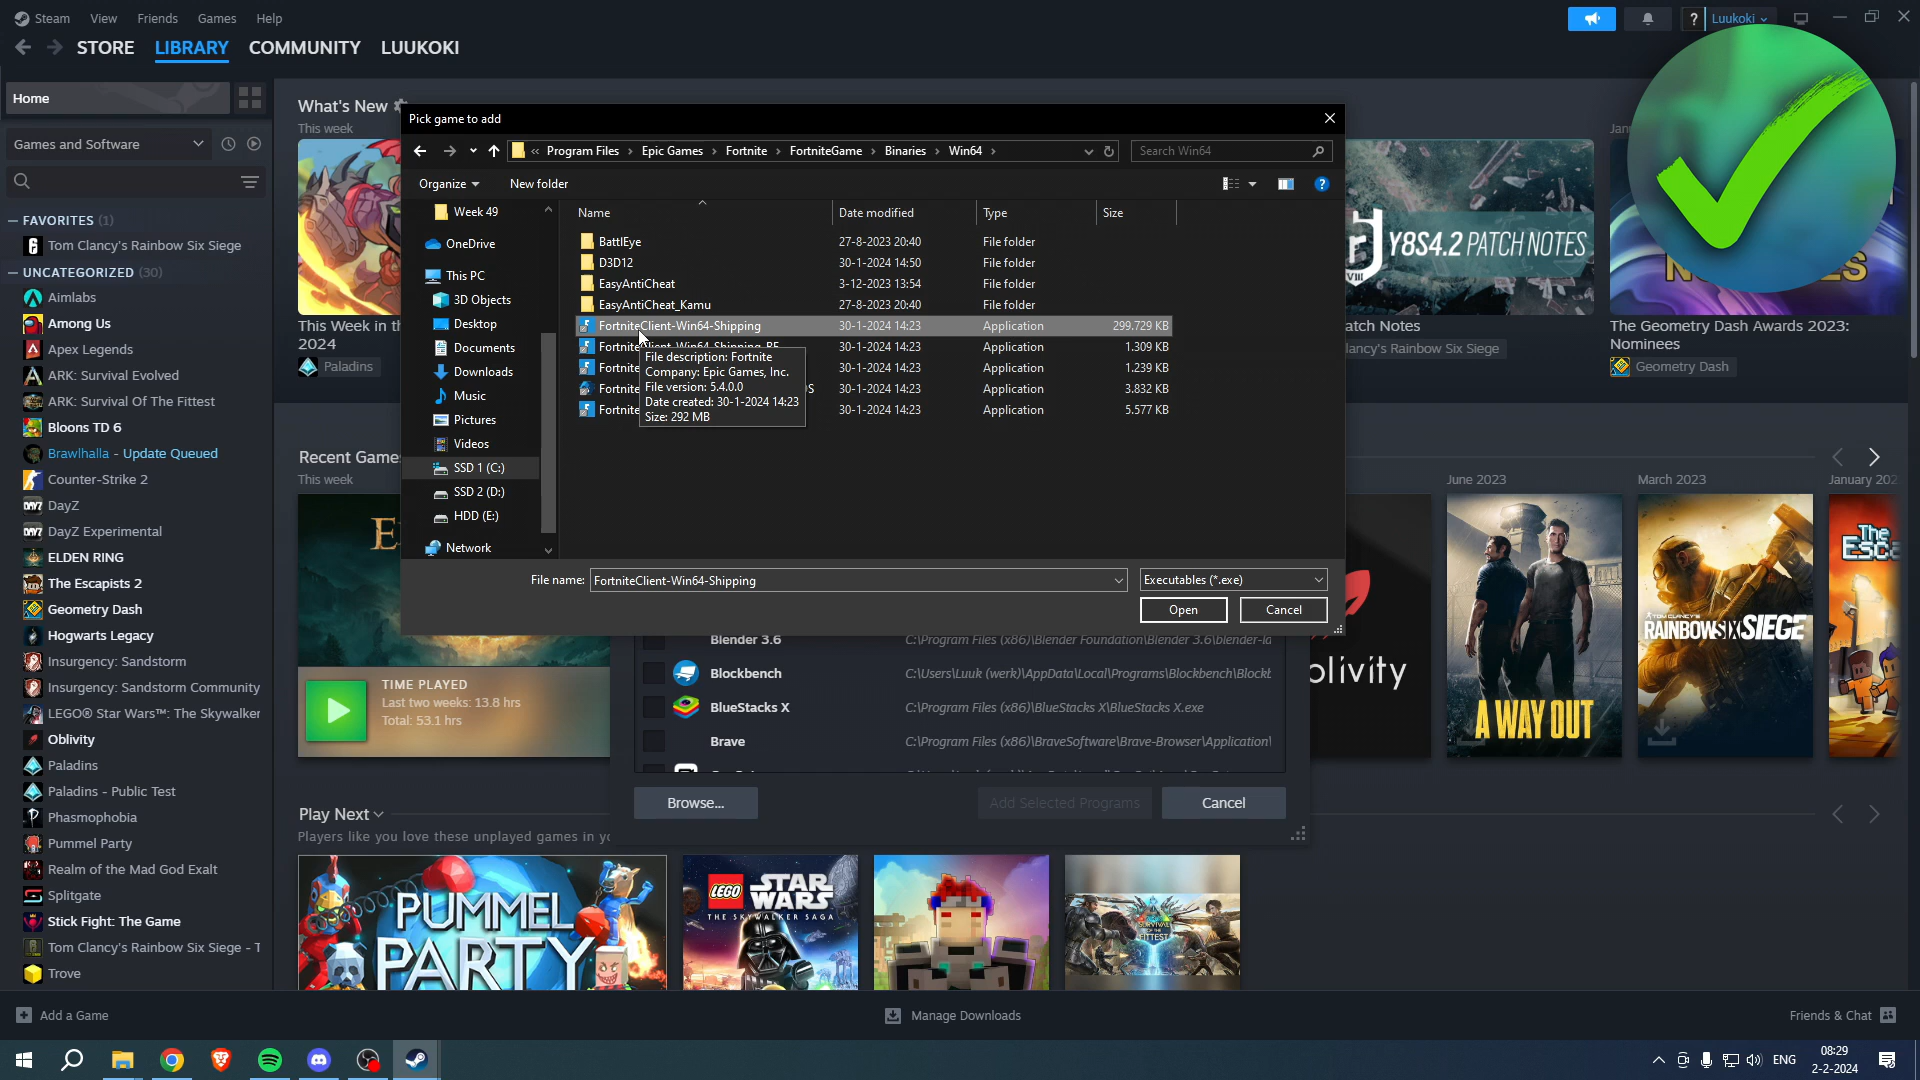 Steam View Friends Games Help
Luukoki
STORE LIBRARY COMMUNITY LUUKOKI
Home
Games and Software
FAVORITES (1)
Tom Clancy's Rainbow Six Siege
UNCATEGORIZED (30)
Aimlabs
Among Us
Apex Legends
ARK: Survival Evolved
ARK: Survival Of The Fittest
Bloons TD 6
Brawlhalla - Update Queued
Counter-Strike 2
DayZ
DayZ Experimental
ELDEN RING
The Escapists 2
Geometry Dash
Hogwarts Legacy
Insurgency: Sandstorm
Insurgency: Sandstorm Community
LEGO® Star Wars™: The Skywalker
Oblivity
Paladins
Paladins - Public Test
Phasmophobia
Pummel Party
Realm of the Mad God Exalt
Splitgate
Stick Fight: The Game
Tom Clancy's Rainbow Six Siege - T
Trove
What's New
This week
This Week in
2024
Paladins
Pick game to add
« Program Files › Epic Games › Fortnite › FortniteGame › Binaries › Win64 ›
Search Win64
Organize New folder
Week 49
OneDrive
This PC
3D Objects
Desktop
Documents
Downloads
Music
Pictures
Videos
SSD 1 (C:)
SSD 2 (D:)
HDD (E:)
Network
Name Date modified Type Size
BattlEye 27-8-2023 20:40 File folder
D3D12 30-1-2024 14:50 File folder
EasyAntiCheat 3-12-2023 13:54 File folder
EasyAntiCheat_Kamu 27-8-2023 20:40 File folder
FortniteClient-Win64-Shipping 30-1-2024 14:23 Application 299.729 KB
30-1-2024 14:23 Application 1.309 KB
30-1-2024 14:23 Application 1.239 KB
30-1-2024 14:23 Application 3.832 KB
30-1-2024 14:23 Application 5.577 KB
File description: Fortnite
Company: Epic Games, Inc.
File version: 5.4.0.0
Date created: 30-1-2024 14:23
Size: 292 MB
File name: FortniteClient-Win64-Shipping
Executables (*.exe)
Open Cancel
Y8S4.2 PATCH NOTES
Patch Notes
The Geometry Dash Awards 2023:
Nominees
Geometry Dash
Recent
This week
June 2023
March 2023
January
A WAY OUT
TOM CLANCY'S
RAINBOW SIX SIEGE
TIME PLAYED
Last two weeks: 13.8 hrs
Total: 53.1 hrs
Blender 3.6 C:\Program Files (x86)\Blender Foundation\Blender 3.6\blender-la
Blockbench C:\Users\Luuk (werk)\AppData\Local\Programs\Blockbench\Blockb
BlueStacks X C:\Program Files (x86)\BlueStacks X\BlueStacks X.exe
Brave C:\Program Files (x86)\BraveSoftware\Brave-Browser\Application\
Browse... Add Selected Programs Cancel
Play Next
Players like you love these unplayed games in
PUMMEL
PARTY
LEGO STAR WARS
THE SKYWALKER SAGA
Add a Game
Manage Downloads
Friends & Chat
ENG
08:29
2-2-2024